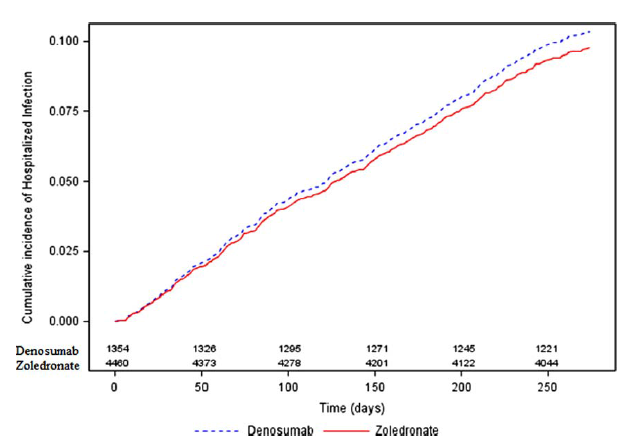 Cumulative incidence of Hospitalized Infection
0.100
0.075
0.050
0.025
0.000
Denosumab 1354 1326 1295 1271 1245 1221
Zoledronate 4460 4373 4278 4201 4122 4044
0 50 100 150 200 250
Time (days)
Denosumab Zoledronate